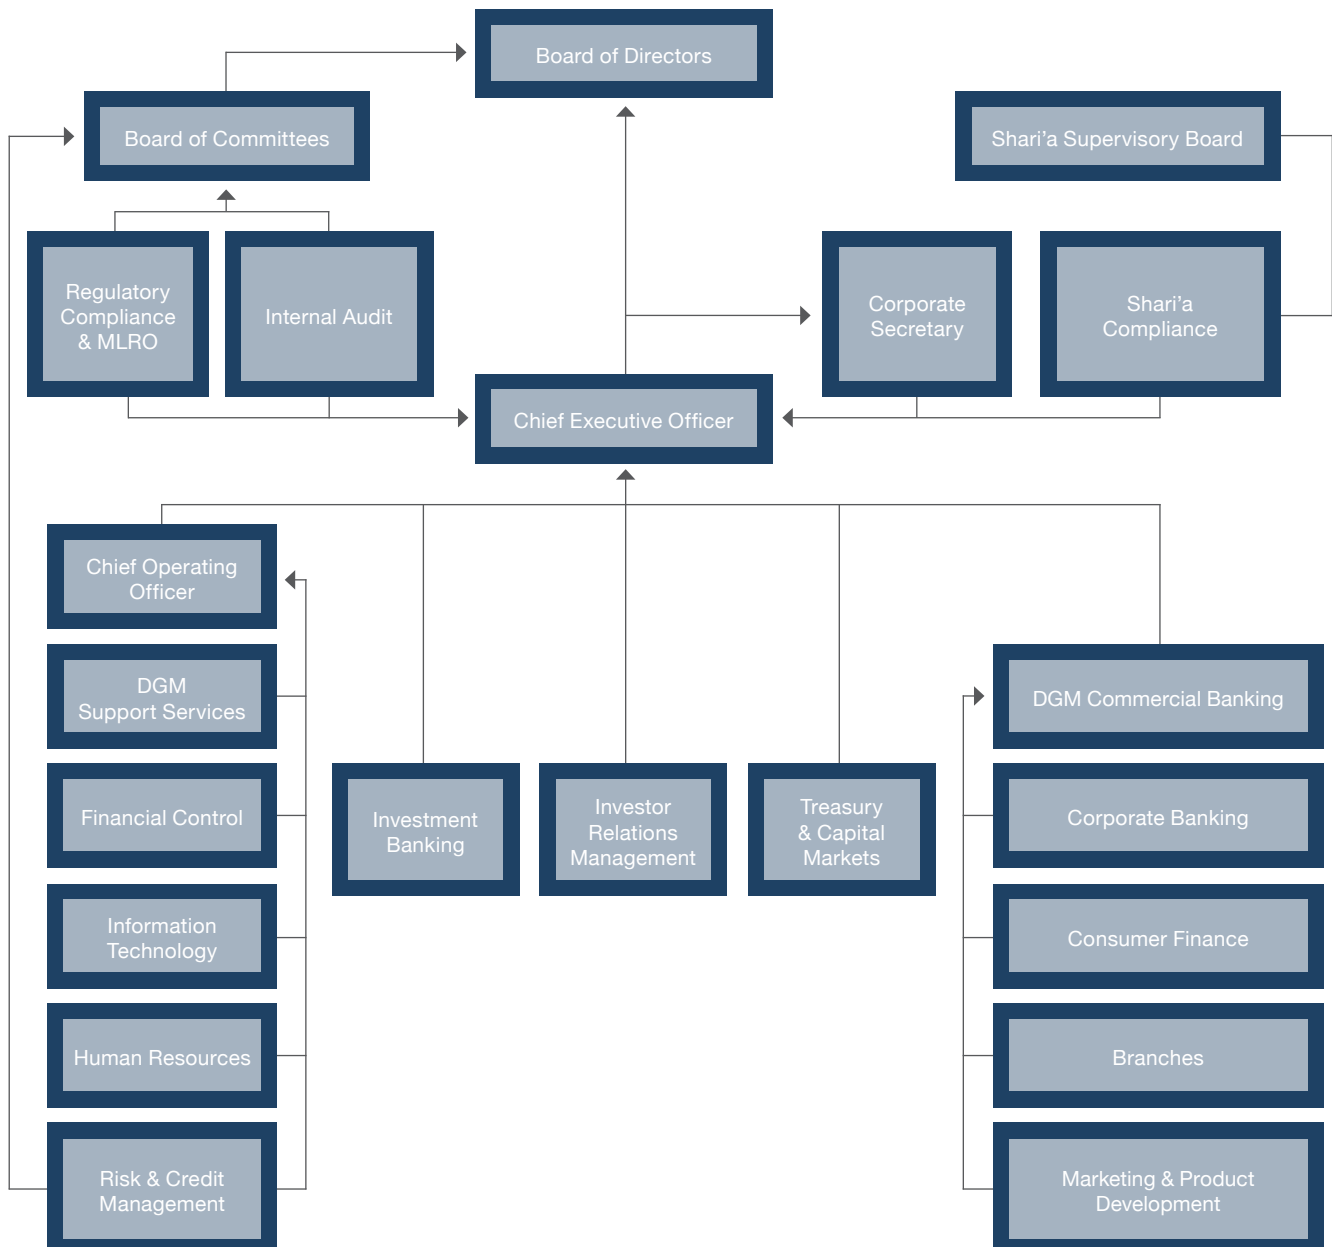 Board of Directors
Board of Committees
Shari’a Supervisory Board
Regulatory
Compliance
& MLRO
Internal Audit
Corporate
Secretary
Shari’a
Compliance
Chief Executive Officer
Chief Operating
Officer
DGM
Support Services
Financial Control
Information
Technology
Human Resources
Risk & Credit
Management
Investment
Banking
Investor
Relations
Management
Treasury
& Capital
Markets
DGM Commercial Banking
Corporate Banking
Consumer Finance
Branches
Marketing & Product
Development